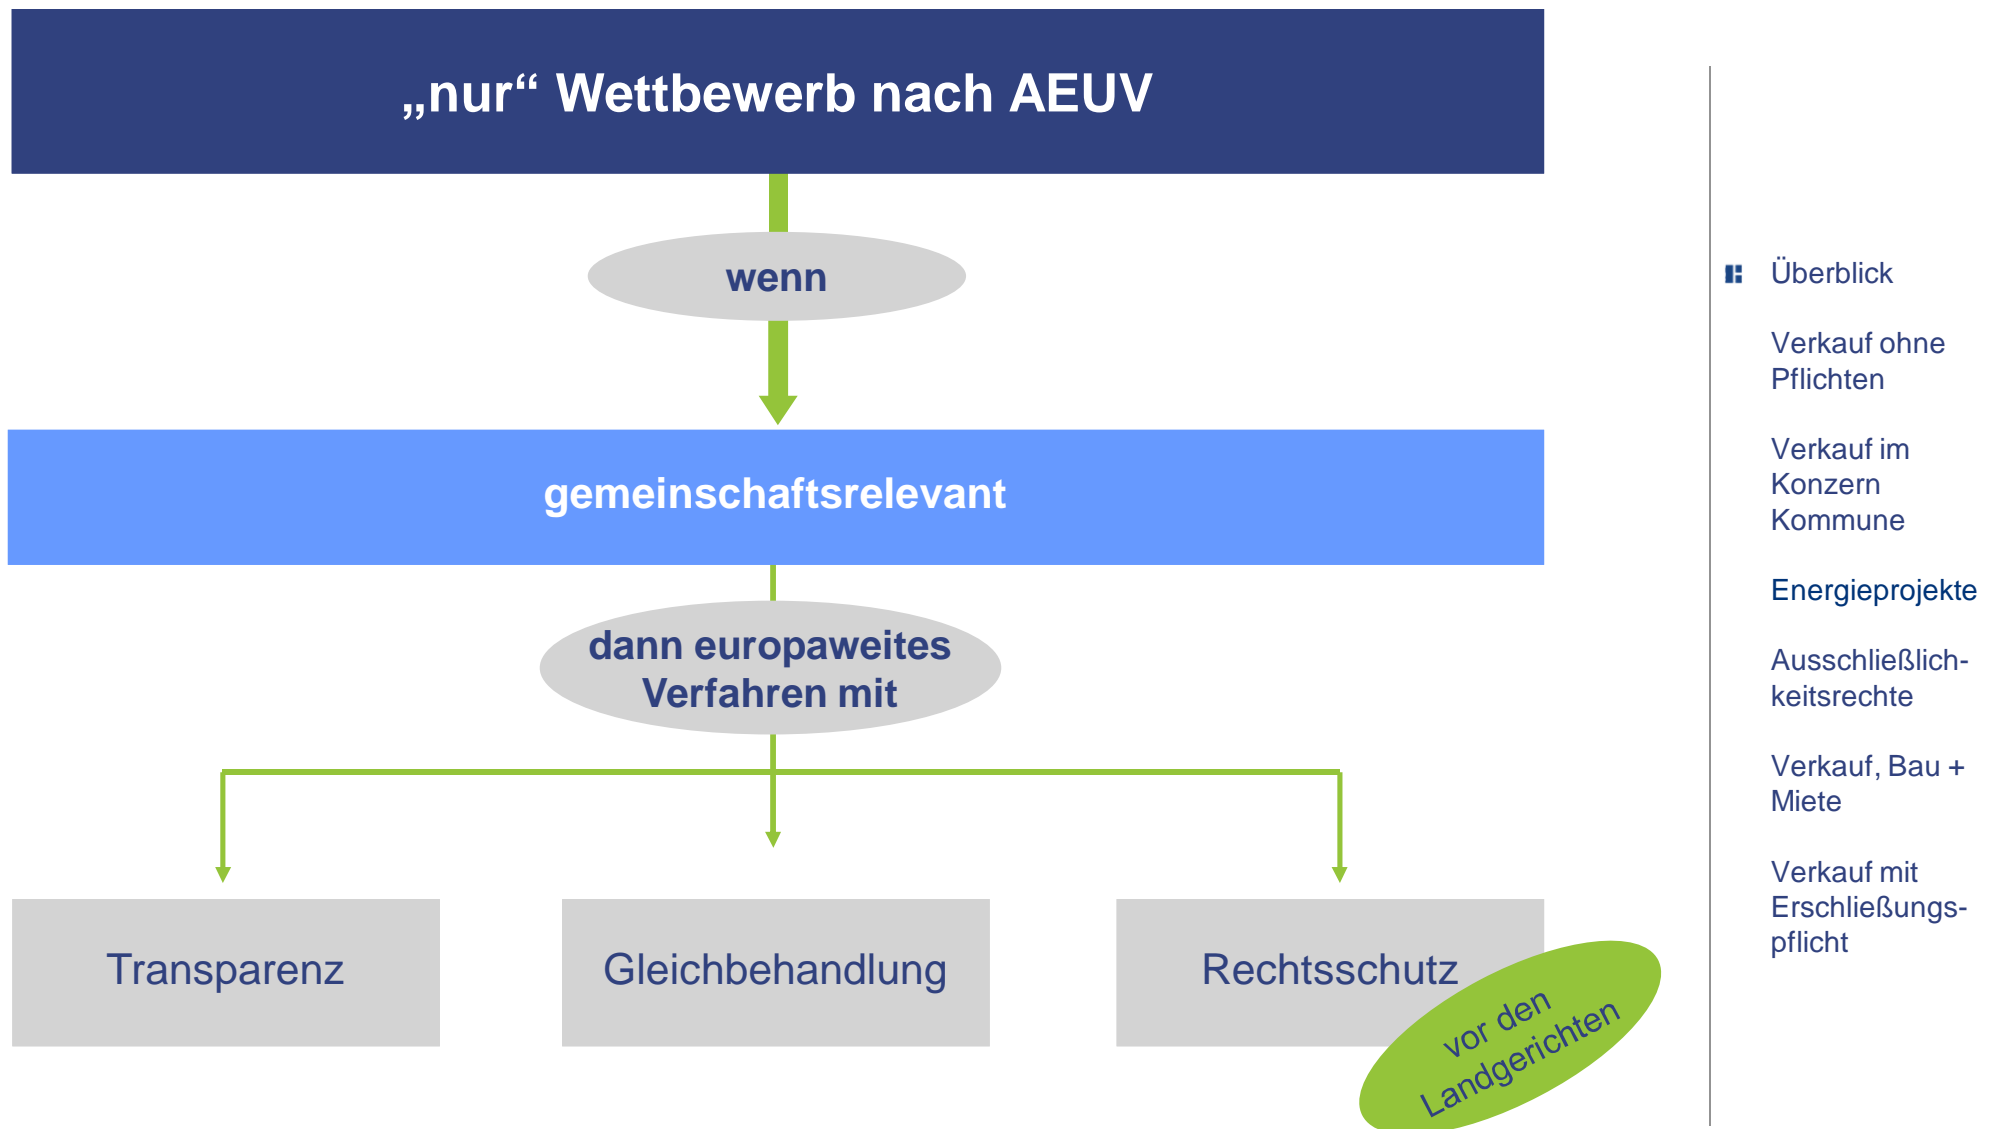 „nur“ Wettbewerb nach AEUV
wenn
gemeinschaftsrelevant
dann europaweites
Verfahren mit
Transparenz
Gleichbehandlung
Rechtsschutz
vor den
Landgerichten
Überblick
Verkauf ohne
Pflichten
Verkauf im
Konzern
Kommune
Energieprojekte
Ausschließlich-
keitsrechte
Verkauf, Bau +
Miete
Verkauf mit
Erschließungs-
pflicht